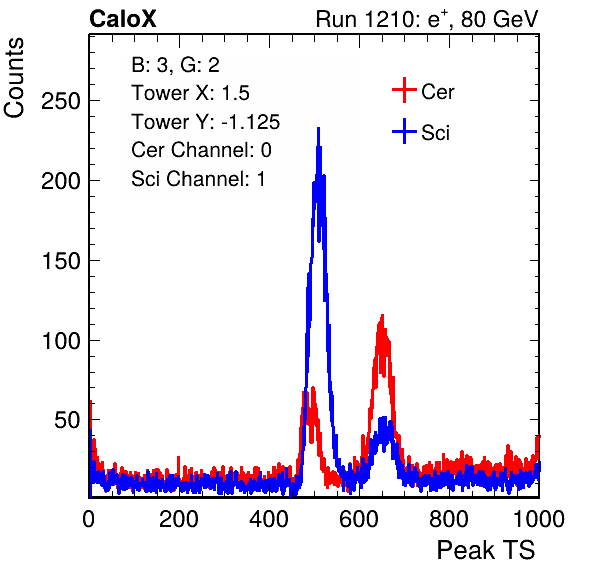 CaloX Run 1210: e⁺, 80 GeV
Counts
B: 3, G: 2
Tower X: 1.5
Tower Y: -1.125
Cer Channel: 0
Sci Channel: 1
Cer
Sci
250
200
150
100
50
0 200 400 600 800 1000
Peak TS